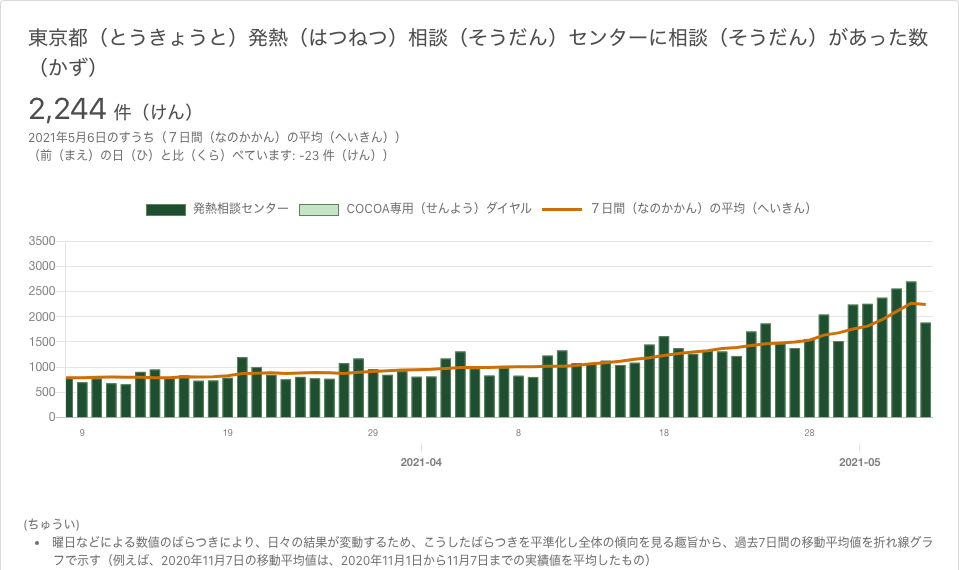 東京都（とうきょうと）発熱（はつねつ）相談（そうだん）センターに相談（そうだん）があった数
（かず）
2,244 件（けん）
2021年5月6日のすうち（７日間（なのかかん）の平均（へいきん））
（前（まえ）の日（ひ）と比（くら）べています: -23 件（けん））
発熱相談センター COCOA専用（せんよう）ダイヤル ７日間（なのかかん）の平均（へいきん）
3500
3000
2500
2000
1500
1000
500
0
9 19 29 8 18 28
2021-04 2021-05
(ちゅうい)
• 曜日などによる数値のばらつきにより、日々の結果が変動するため、こうしたばらつきを平準化し全体の傾向を見る趣旨から、過去7日間の移動平均値を折れ線グラ
フで示す（例えば、2020年11月7日の移動平均値は、2020年11月1日から11月7日までの実績値を平均したもの）